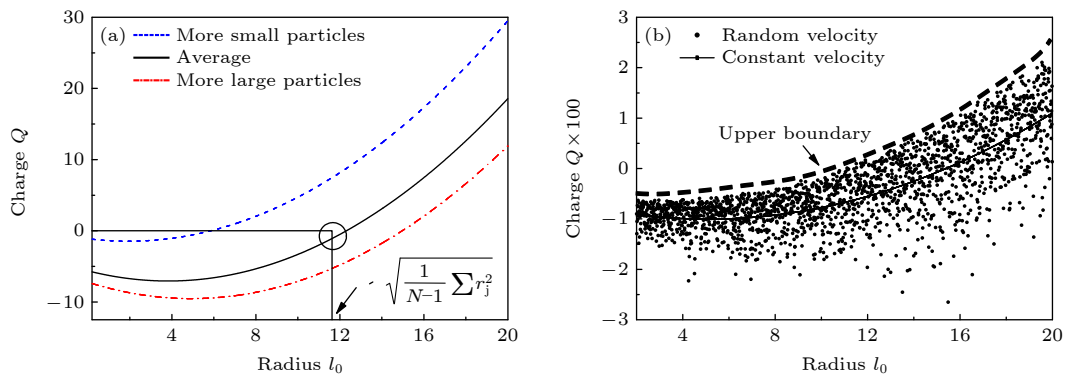 (a)
More small particles
Average
More large particles
30
20
10
0
−10
Charge Q
4
8
12
16
20
Radius l₀
√(1/(N−1) ∑r_j²)
(b)
Random velocity
Constant velocity
Upper boundary
3
2
1
0
−1
−2
−3
Charge Q×100
4
8
12
16
20
Radius l₀